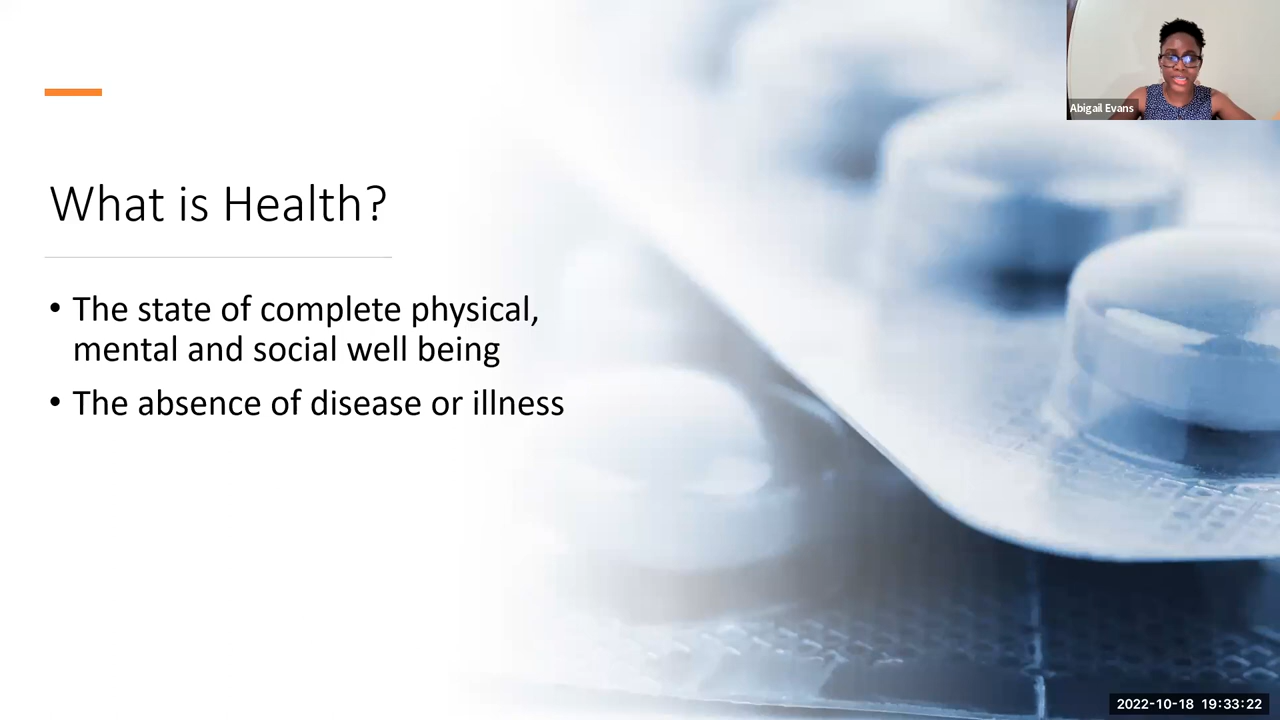 Abigail Evans
What is Health?
• The state of complete physical,
mental and social well being
• The absence of disease or illness
2022-10-18 19:33:22